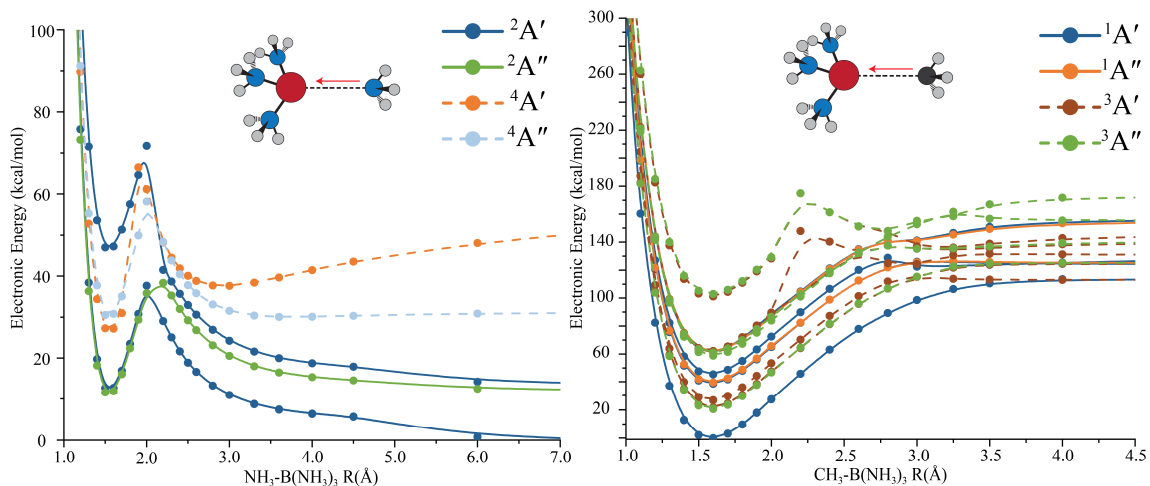 100
80
60
40
20
0
1.0 2.0 3.0 4.0 5.0 6.0 7.0
Electronic Energy (kcal/mol)
NH₃-B(NH₃)₃ R(Å)
²A′
²A″
⁴A′
⁴A″
300
260
220
180
140
100
60
20
1.0 1.5 2.0 2.5 3.0 3.5 4.0 4.5
Electronic Energy (kcal/mol)
CH₃-B(NH₃)₃ R(Å)
¹A′
¹A″
³A′
³A″